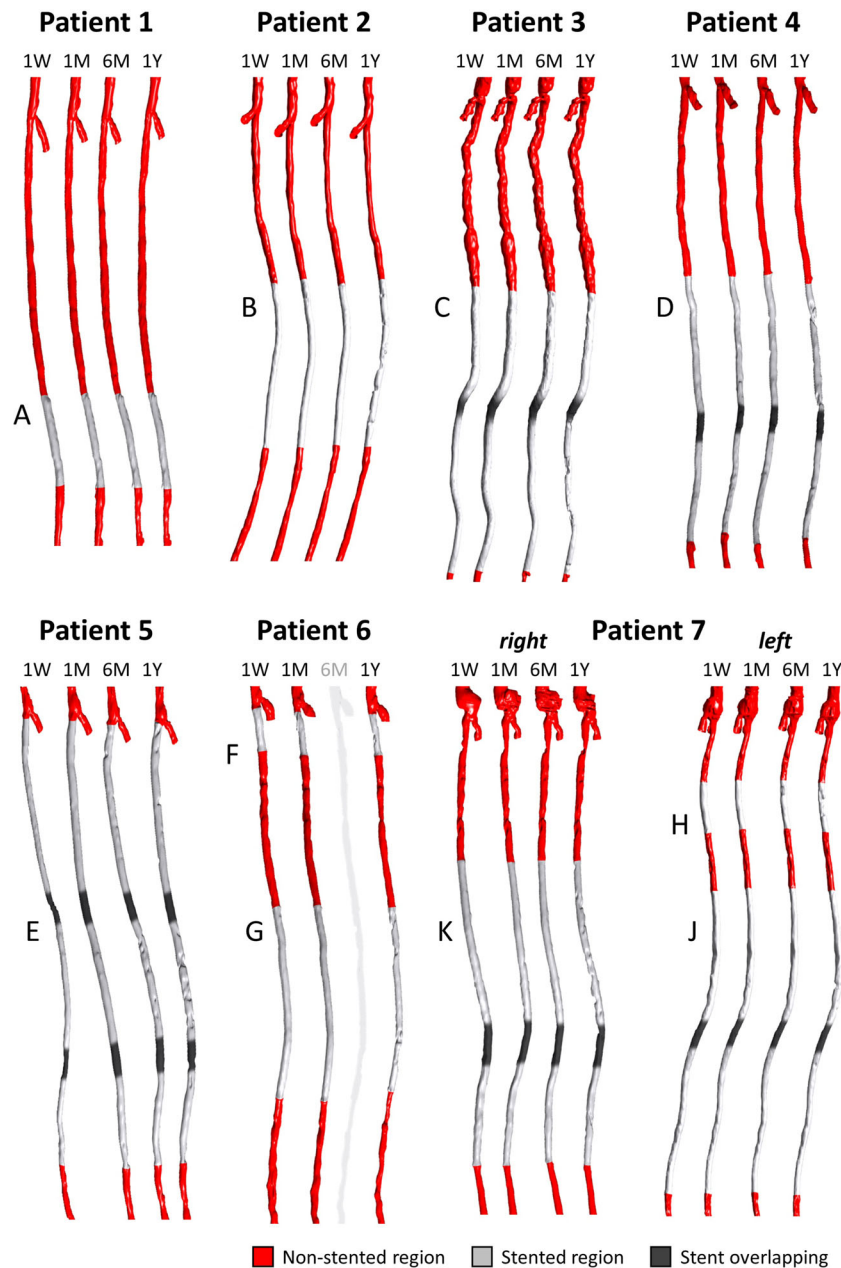 Patient 1 Patient 2 Patient 3 Patient 4
1W 1M 6M 1Y 1W 1M 6M 1Y 1W 1M 6M 1Y 1W 1M 6M 1Y
B C D
A
Patient 5 Patient 6 Patient 7
right left
1W 1M 6M 1Y 1W 1M 6M 1Y 1W 1M 6M 1Y 1W 1M 6M 1Y
F
H
E G K J
Non-stented region Stented region Stent overlapping